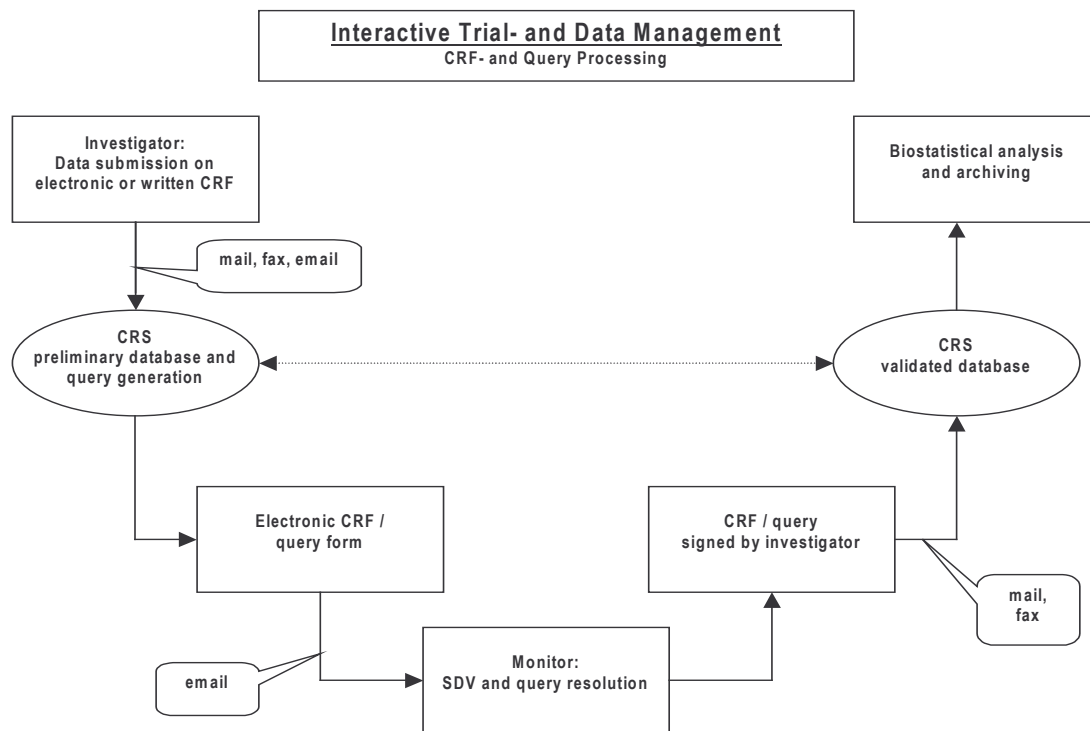 Interactive Trial- and Data Management
CRF- and Query Processing
Investigator:
Data submission on
electronic or written CRF
Biostatistical analysis
and archiving
mail, fax, email
CRS
preliminary database and
query generation
CRS
validated database
Electronic CRF /
query form
CRF / query
signed by investigator
mail,
fax
email
Monitor:
SDV and query resolution